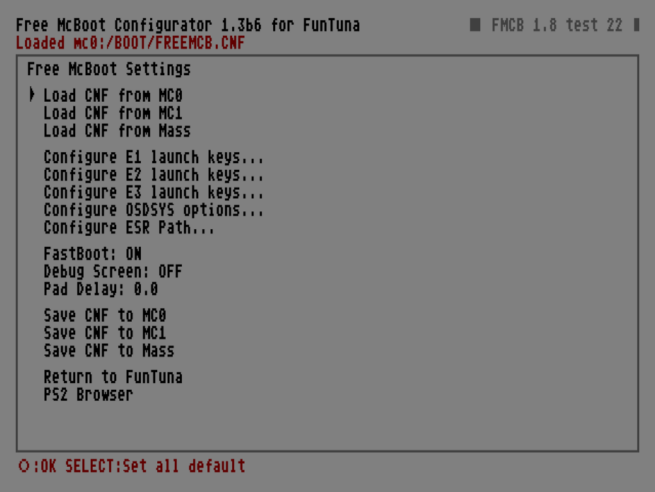 Free McBoot Configurator 1.3b6 for FunTuna
■ FMCB 1.8 test 22 ▮
Loaded mc0:/BOOT/FREEMCB.CNF
Free McBoot Settings
Load CNF from MC0
Load CNF from MC1
Load CNF from Mass
Configure E1 launch keys...
Configure E2 launch keys...
Configure E3 launch keys...
Configure OSDSYS options...
Configure ESR Path...
FastBoot: ON
Debug Screen: OFF
Pad Delay: 0.0
Save CNF to MC0
Save CNF to MC1
Save CNF to Mass
Return to FunTuna
PS2 Browser
O:OK SELECT:Set all default